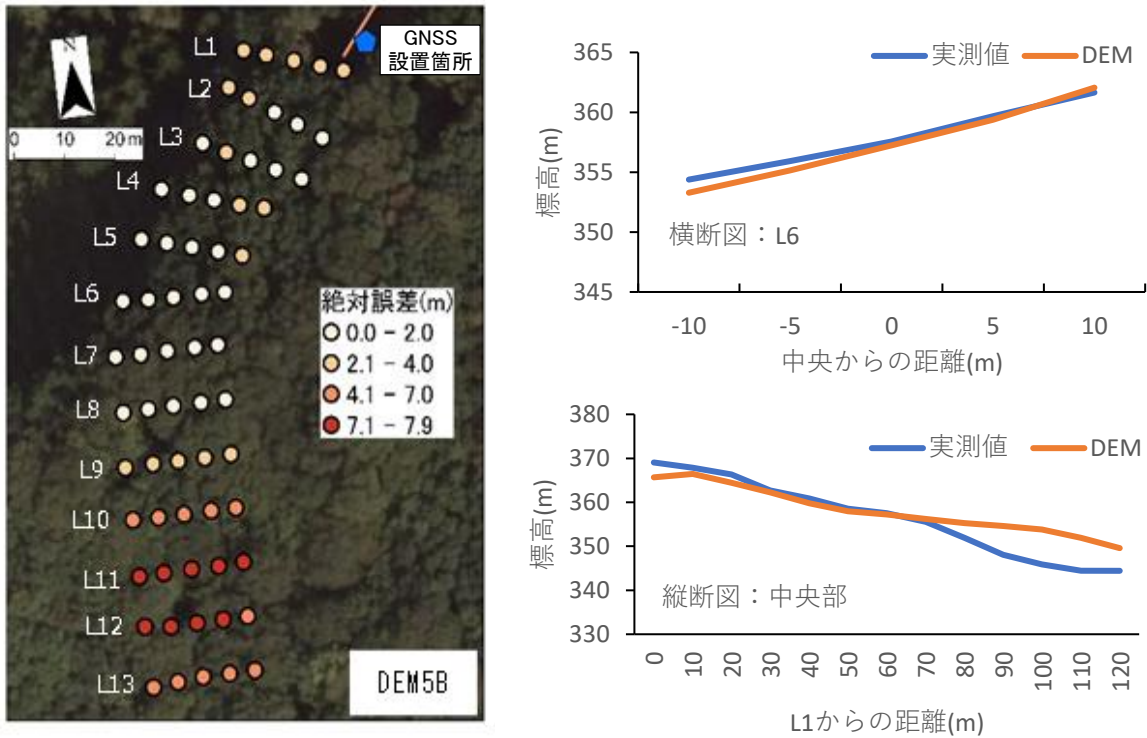 GNSS
設置箇所
N
0 10 20m
L1
L2
L3
L4
L5
L6
L7
L8
L9
L10
L11
L12
L13
絶対誤差(m)
0.0 - 2.0
2.1 - 4.0
4.1 - 7.0
7.1 - 7.9
DEM5B
実測値 DEM
標高(m)
365
360
355
350
345
横断図：L6
-10 -5 0 5 10
中央からの距離(m)
実測値 DEM
標高(m)
380
370
360
350
340
330
縦断図：中央部
0 10 20 30 40 50 60 70 80 90 100 110 120
L1からの距離(m)